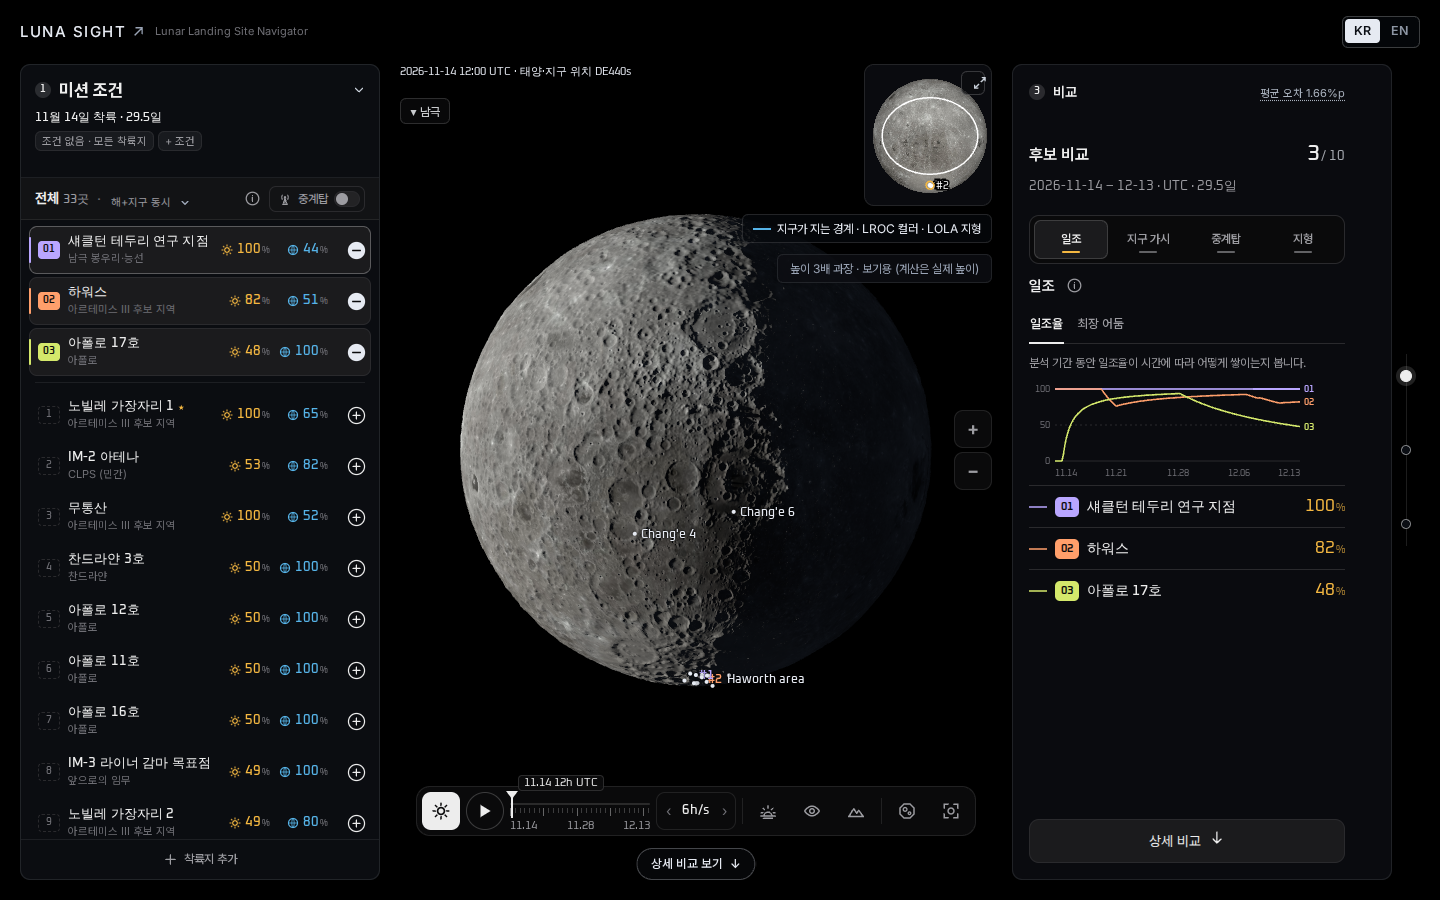 LUNA SIGHT ↗ Lunar Landing Site Navigator
KR EN
1 미션 조건
11월 14일 착륙 · 29.5일
조건 없음 · 모든 착륙지 + 조건
전체 33곳 · 해+지구 동시 중계탑
01 섀클턴 테두리 연구 지점 100% 44%
남극 봉우리·능선
02 하워스 82% 51%
아르테미스 III 후보 지역
03 아폴로 17호 48% 100%
아폴로
1 노빌레 가장자리 1 ★ 100% 65%
아르테미스 III 후보 지역
2 IM-2 아테나 53% 82%
CLPS (민간)
3 무통산 100% 52%
아르테미스 III 후보 지역
4 찬드라얀 3호 50% 100%
찬드라얀
5 아폴로 12호 50% 100%
아폴로
6 아폴로 11호 50% 100%
아폴로
7 아폴로 16호 50% 100%
아폴로
8 IM-3 라이너 감마 목표점 49% 100%
앞으로의 임무
9 노빌레 가장자리 2 49% 80%
아르테미스 III 후보 지역
+ 착륙지 추가
2026-11-14 12:00 UTC · 태양·지구 위치 DE440s
▾ 남극
#2
지구가 지는 경계 · LROC 컬러 · LOLA 지형
높이 3배 과장 · 보기용 (계산은 실제 높이)
+
−
Chang'e 6
Chang'e 4
#2 Haworth area
11.14 12h UTC
11.14 11.28 12.13
‹ 6h/s ›
상세 비교 보기 ↓
3 비교 평균 오차 1.66%p
후보 비교 3 / 10
2026-11-14 – 12-13 · UTC · 29.5일
일조 지구 가시 중계탑 지형
일조
일조율 최장 어둠
분석 기간 동안 일조율이 시간에 따라 어떻게 쌓이는지 봅니다.
100 01
02
50 03
0
11.14 11.21 11.28 12.06 12.13
01 섀클턴 테두리 연구 지점 100%
02 하워스 82%
03 아폴로 17호 48%
상세 비교 ↓